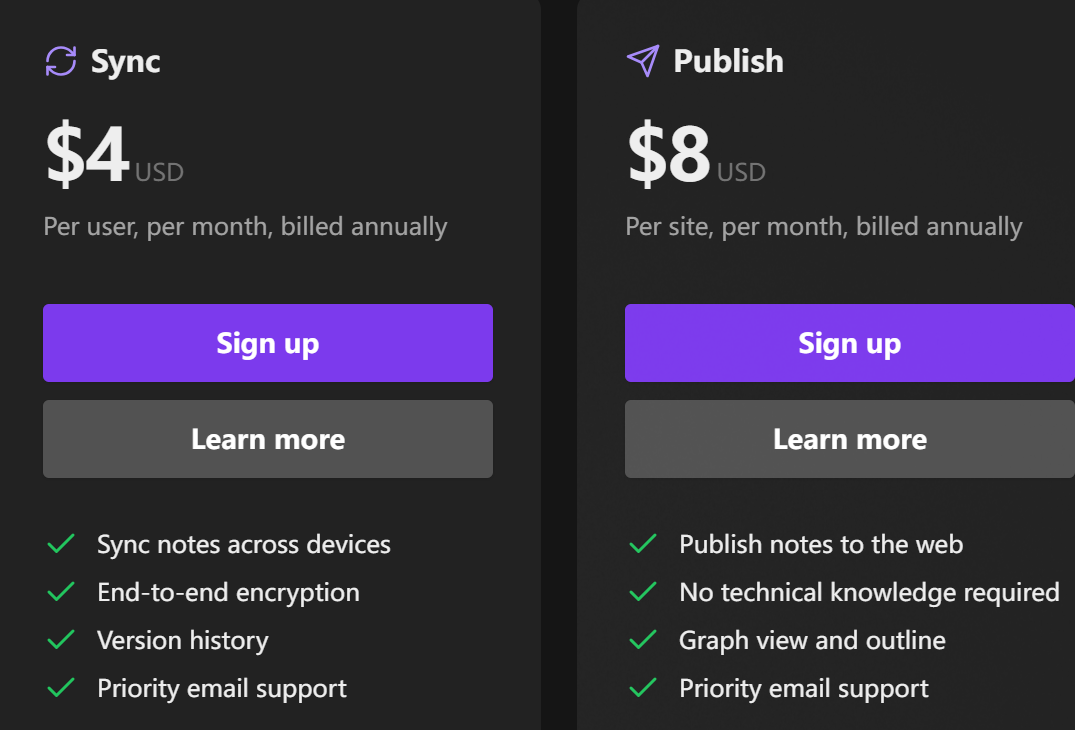 Sync
$4 USD
Per user, per month, billed annually
Sign up
Learn more
Sync notes across devices
End-to-end encryption
Version history
Priority email support
Publish
$8 USD
Per site, per month, billed annually
Sign up
Learn more
Publish notes to the web
No technical knowledge required
Graph view and outline
Priority email support